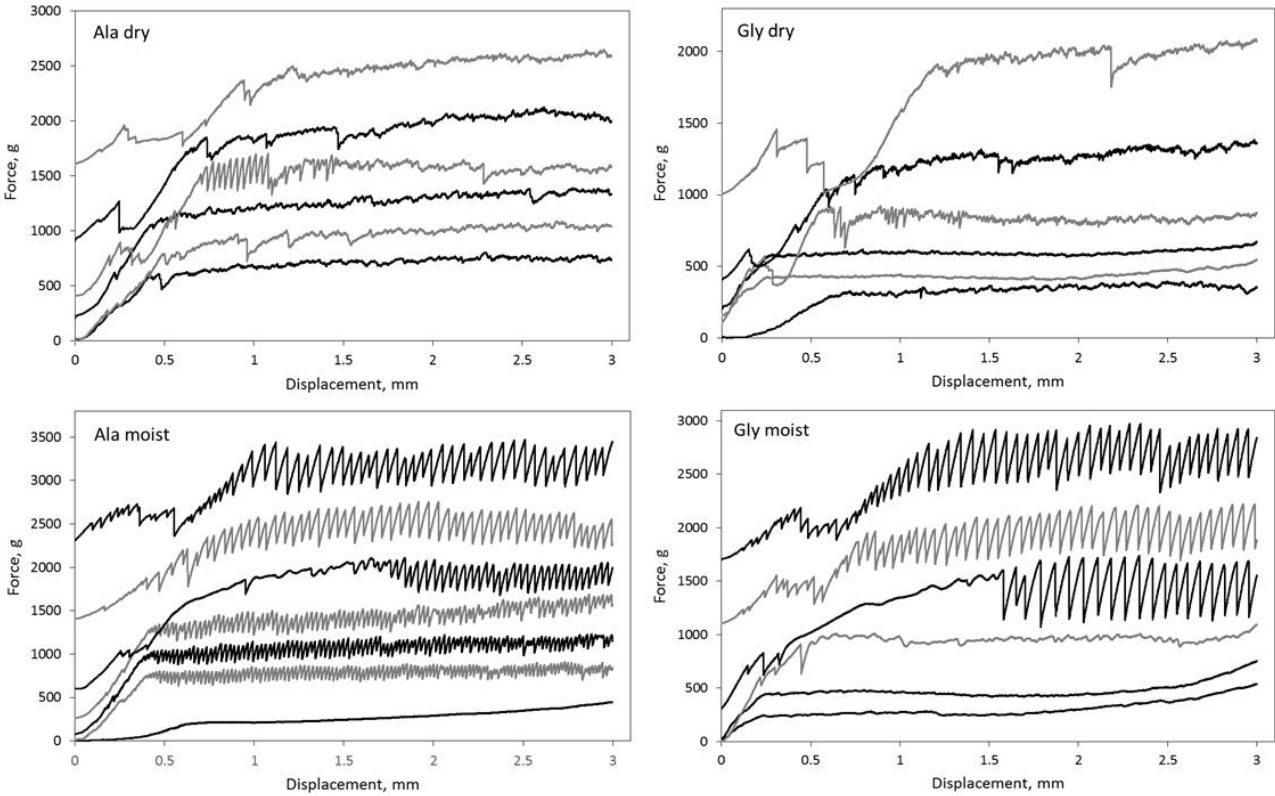 Ala dry
3000
2500
2000
1500
1000
500
0
Force, g
0 0.5 1 1.5 2 2.5 3
Displacement, mm
Gly dry
2000
1500
1000
500
0
Force, g
0 0.5 1 1.5 2 2.5 3
Displacement, mm
Ala moist
3500
3000
2500
2000
1500
1000
500
0
Force, g
0 0.5 1 1.5 2 2.5 3
Displacement, mm
Gly moist
3000
2500
2000
1500
1000
500
0
Force, g
0 0.5 1 1.5 2 2.5 3
Displacement, mm